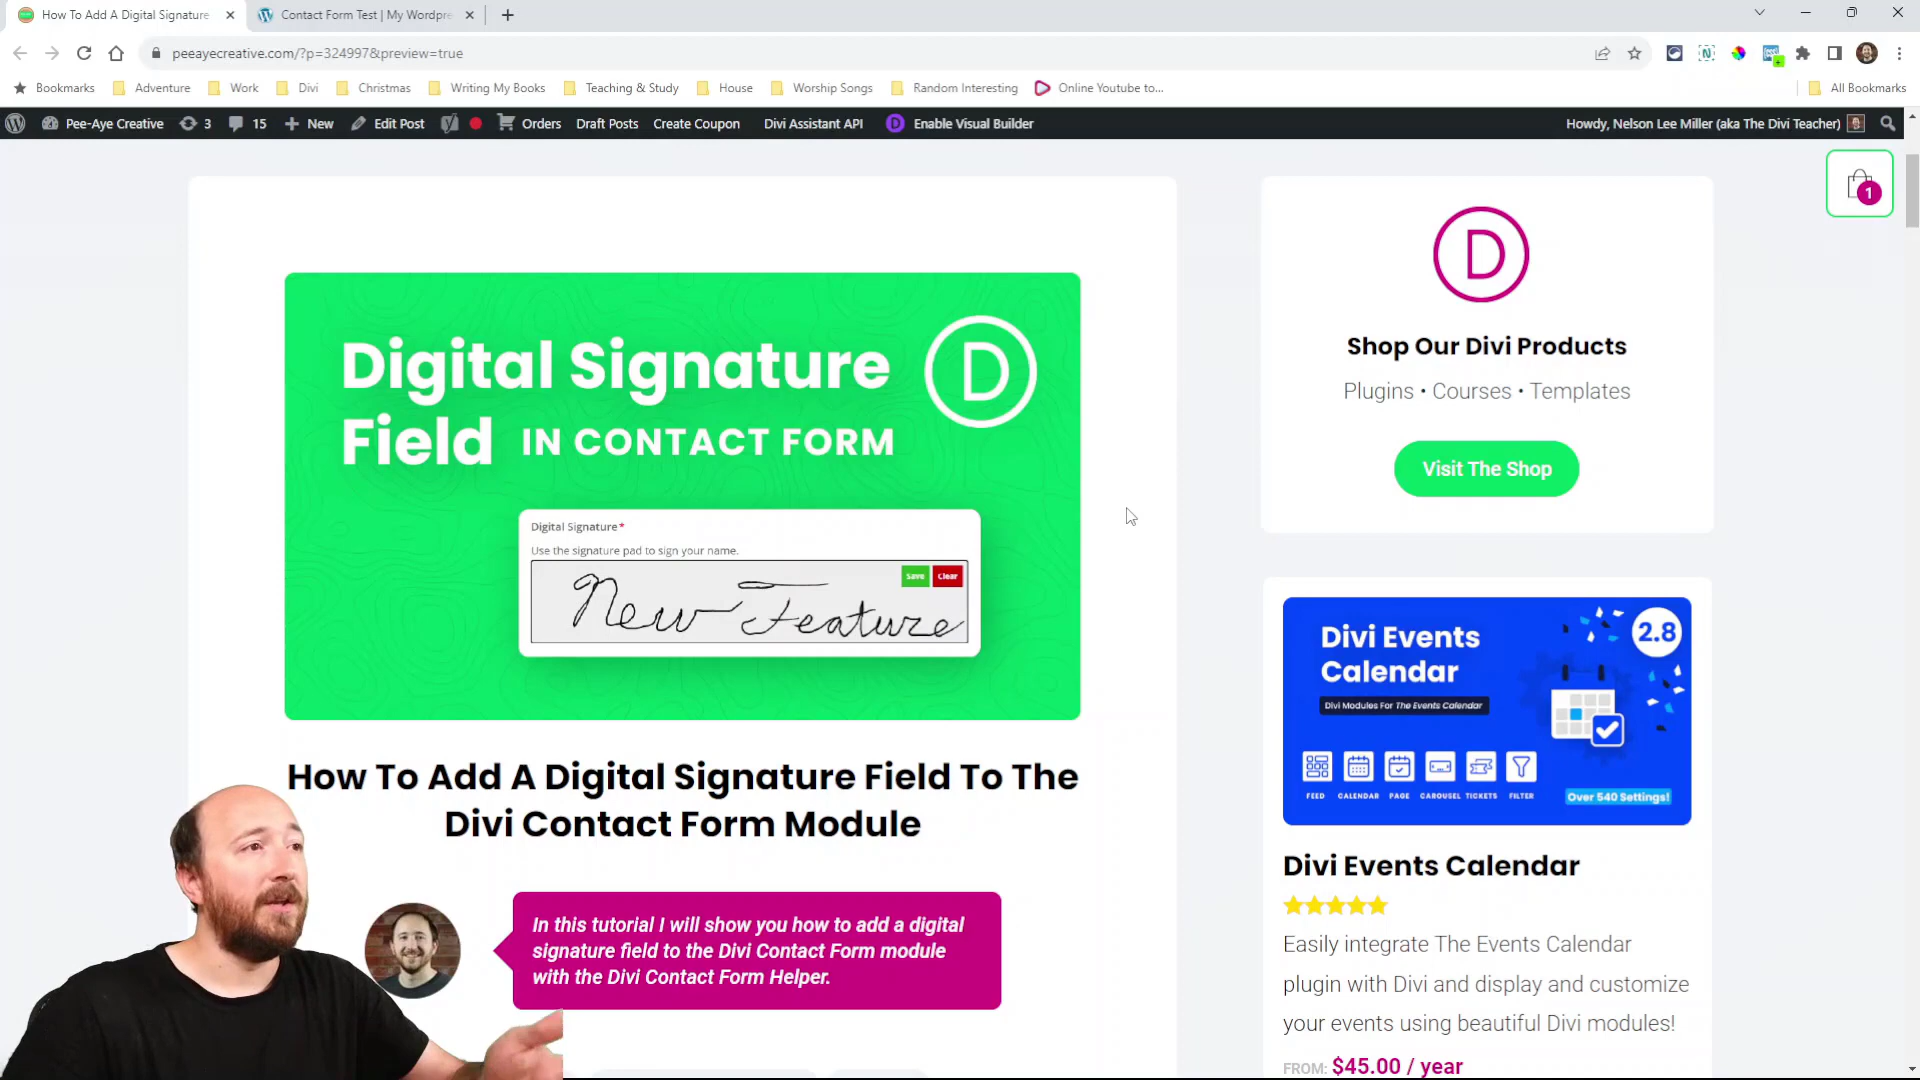 How To Add A Digital Signature
Contact Form Test | My Wordpre
peeayecreative.com/?p=324997&preview=true
Bookmarks Adventure Work Divi Christmas Writing My Books Teaching & Study House Worship Songs Random Interesting Online Youtube to... All Bookmarks
Pee-Aye Creative 3 15 New Edit Post Orders Draft Posts Create Coupon Divi Assistant API Enable Visual Builder Howdy, Nelson Lee Miller (aka The Divi Teacher)
1
Digital Signature
Field IN CONTACT FORM
D
Digital Signature*
Use the signature pad to sign your name.
Save Clear
New Feature
How To Add A Digital Signature Field To The
Divi Contact Form Module
In this tutorial I will show you how to add a digital
signature field to the Divi Contact Form module
with the Divi Contact Form Helper.
D
Shop Our Divi Products
Plugins • Courses • Templates
Visit The Shop
Divi Events
Calendar
2.8
Divi Modules For The Events Calendar
FEED CALENDAR PAGE CAROUSEL TICKETS FILTER
Over 540 Settings!
Divi Events Calendar
Easily integrate The Events Calendar
plugin with Divi and display and customize
your events using beautiful Divi modules!
FROM: $45.00 / year